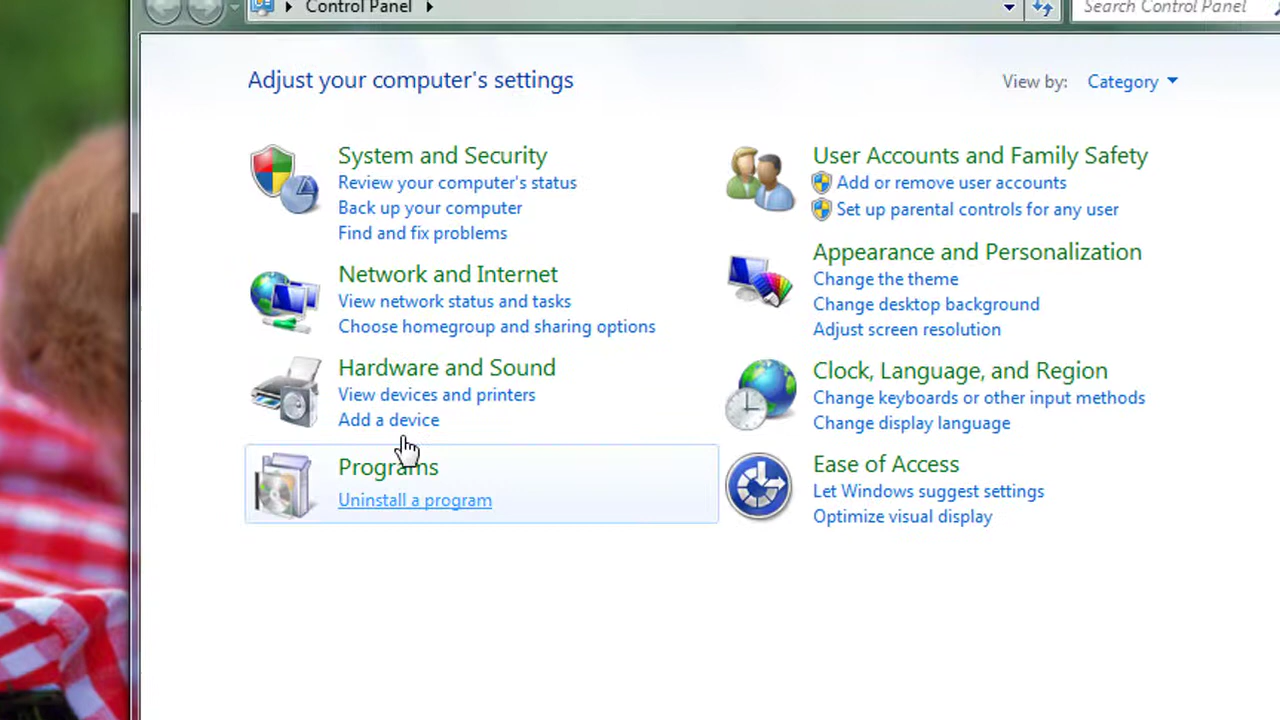 Control Panel
Search Control Panel
Adjust your computer's settings
View by: Category
System and Security
Review your computer's status
Back up your computer
Find and fix problems
Network and Internet
View network status and tasks
Choose homegroup and sharing options
Hardware and Sound
View devices and printers
Add a device
Programs
Uninstall a program
User Accounts and Family Safety
Add or remove user accounts
Set up parental controls for any user
Appearance and Personalization
Change the theme
Change desktop background
Adjust screen resolution
Clock, Language, and Region
Change keyboards or other input methods
Change display language
Ease of Access
Let Windows suggest settings
Optimize visual display